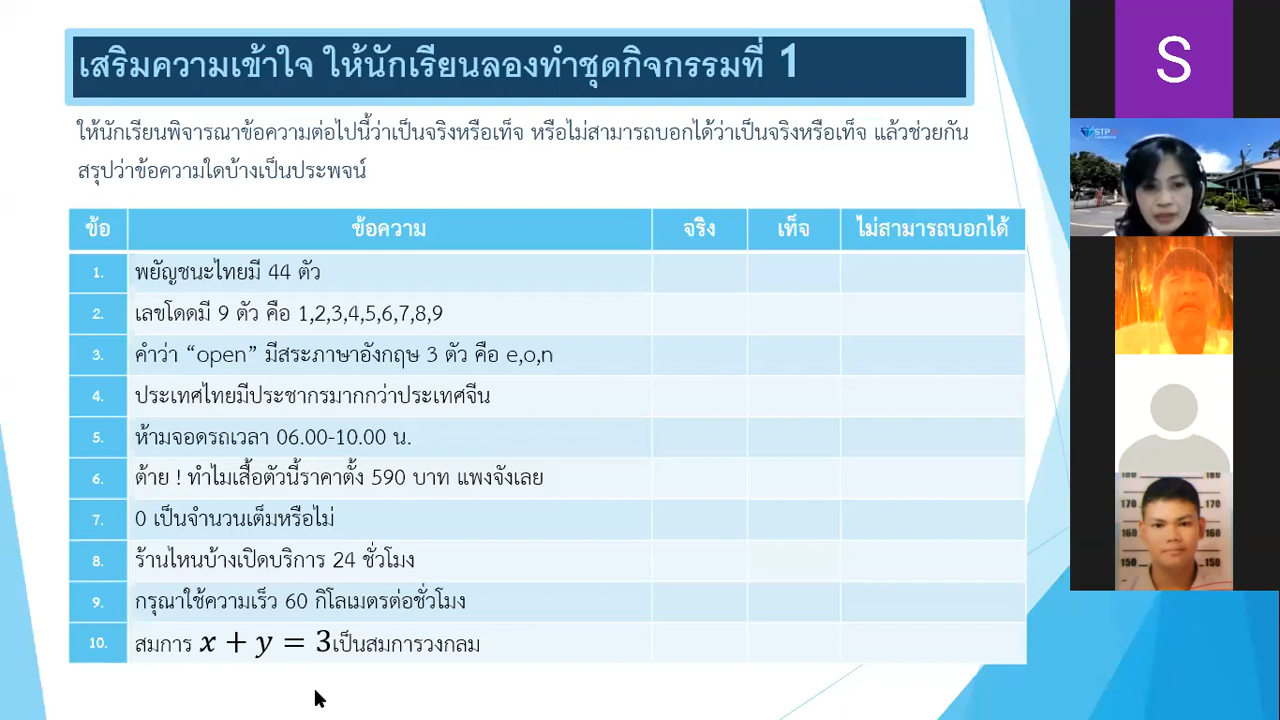 เสริมความเข้าใจ ให้นักเรียนลองทำชุดกิจกรรมที่ 1
ให้นักเรียนพิจารณาข้อความต่อไปนี้ว่าเป็นจริงหรือเท็จ หรือไม่สามารถบอกได้ว่าเป็นจริงหรือเท็จ แล้วช่วยกัน
สรุปว่าข้อความใดบ้างเป็นประพจน์
ข้อ ข้อความ จริง เท็จ ไม่สามารถบอกได้
1. พยัญชนะไทยมี 44 ตัว
2. เลขโดดมี 9 ตัว คือ 1,2,3,4,5,6,7,8,9
3. คำว่า “open” มีสระภาษาอังกฤษ 3 ตัว คือ e,o,n
4. ประเทศไทยมีประชากรมากกว่าประเทศจีน
5. ห้ามจอดรถเวลา 06.00-10.00 น.
6. ต้าย ! ทำไมเสื้อตัวนี้ราคาตั้ง 590 บาท แพงจังเลย
7. 0 เป็นจำนวนเต็มหรือไม่
8. ร้านไหนบ้างเปิดบริการ 24 ชั่วโมง
9. กรุณาใช้ความเร็ว 60 กิโลเมตรต่อชั่วโมง
10. สมการ x + y = 3เป็นสมการวงกลม
S
170 170
160 160
150 150